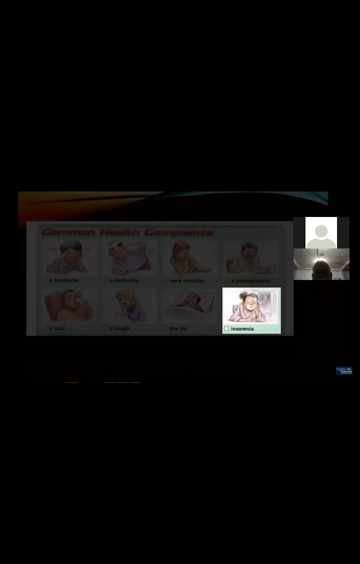 Common Health Complaints
a headache
a backache
sore muscles
a stomachache
a cold
a cough
the flu
insomnia